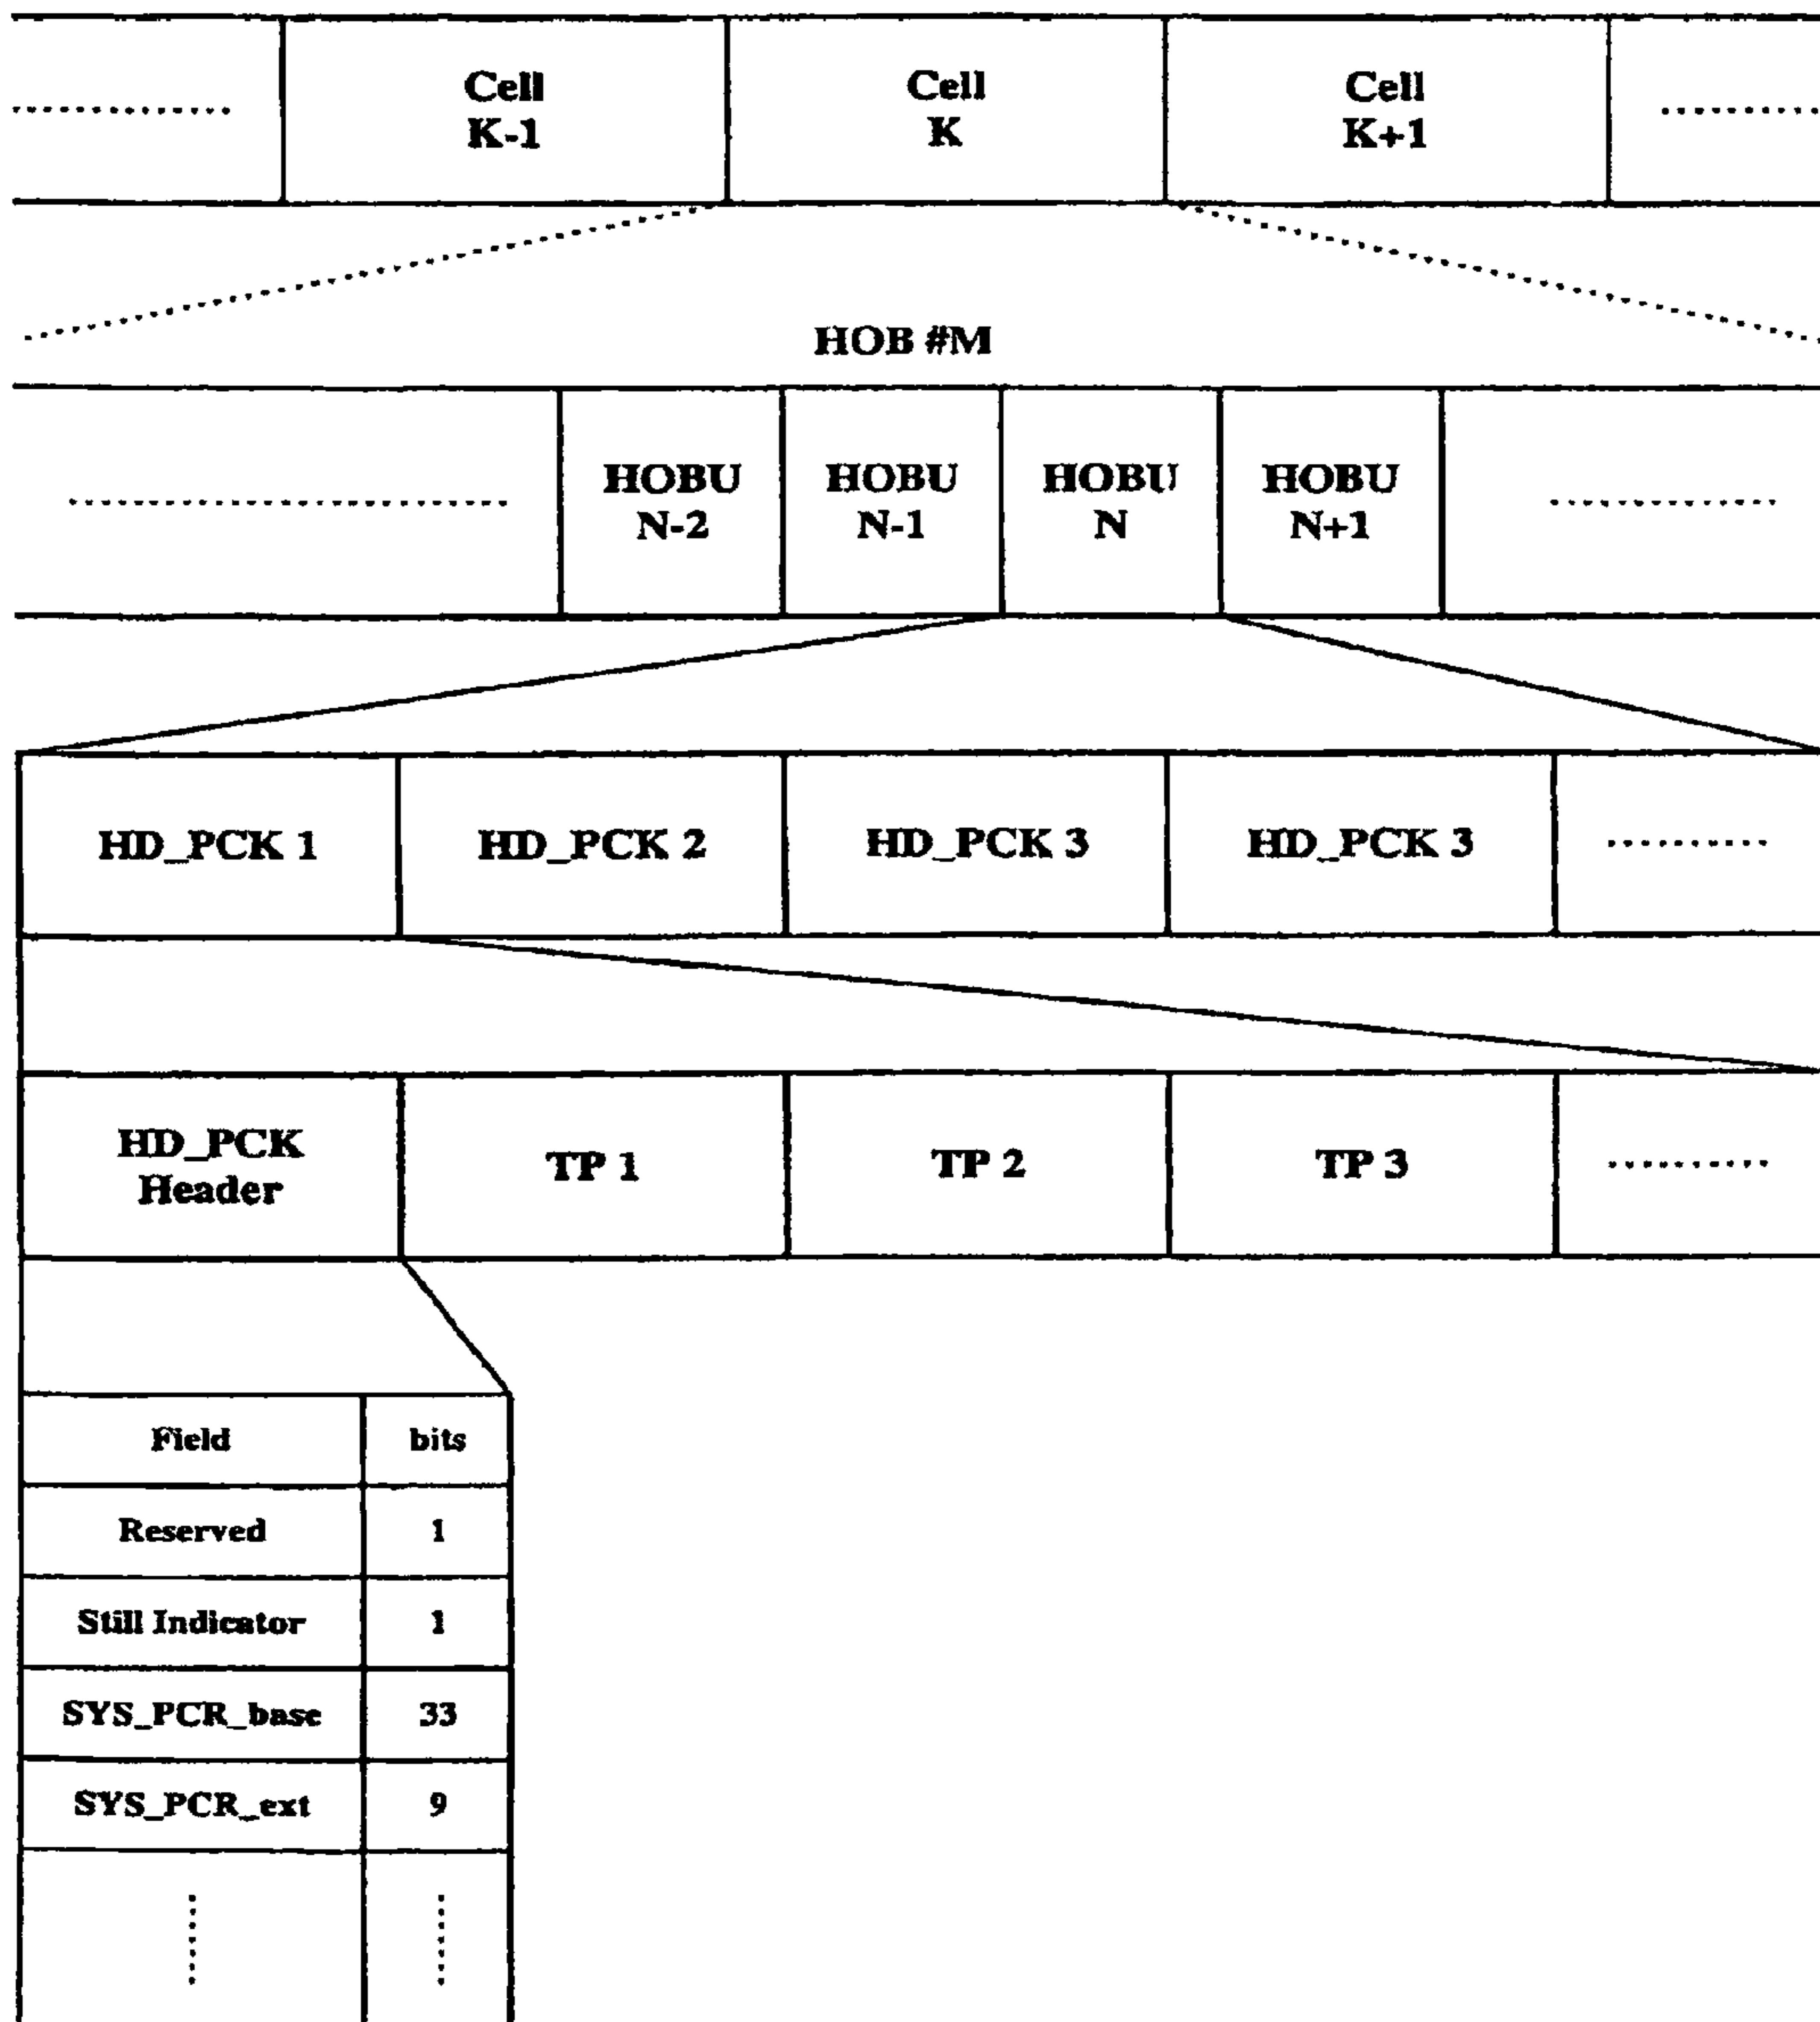 Cell Cell Cell
K-1 K K+1
HOB #M
HOBU HOBU HOBU HOBU
N-2 N-1 N N+1
HD_PCK 1 HD_PCK 2 HD_PCK 3 HD_PCK 3
HD_PCK
Header TP 1 TP 2 TP 3
Field bits
Reserved 1
Still Indicator 1
SYS_PCR_base 33
SYS_PCR_ext 9